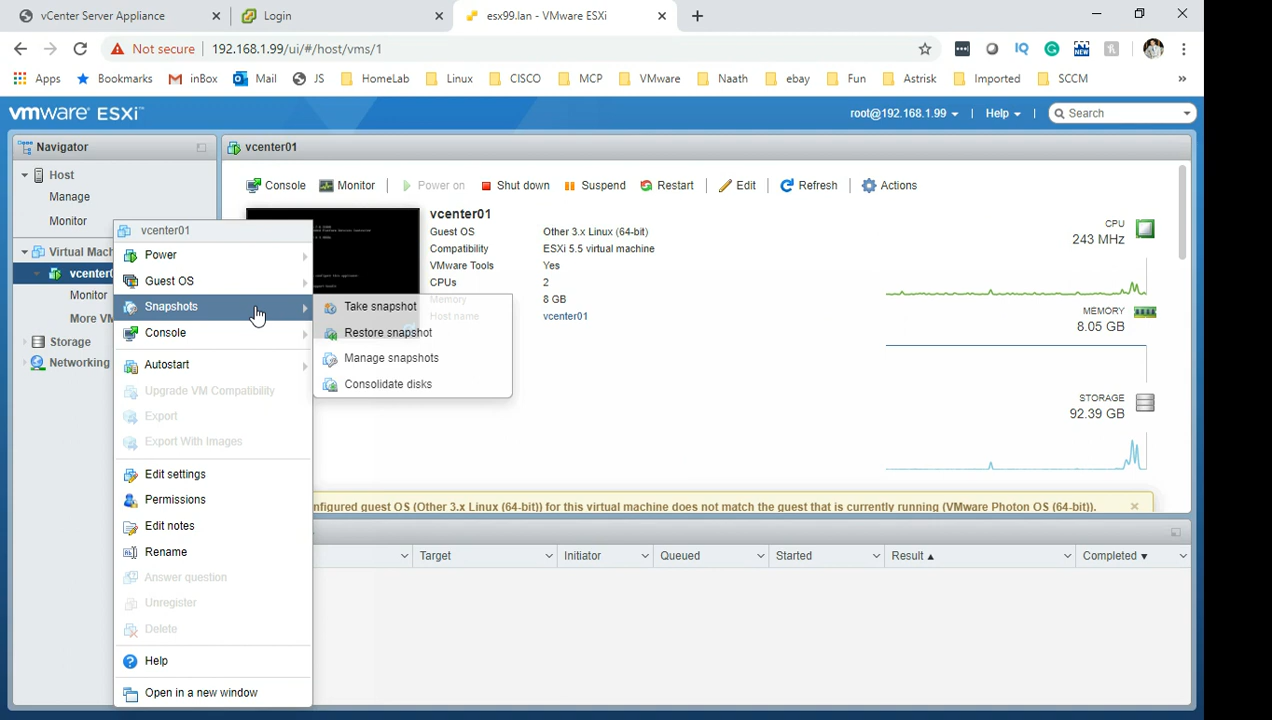 vCenter Server Appliance
Login
esx99.lan - VMware ESXi
Not secure
192.168.1.99/ui/#/host/vms/1
IQ
NEW
Apps
Bookmarks
inBox
Mail
JS
HomeLab
Linux
CISCO
MCP
VMware
Naath
ebay
Fun
Astrisk
Imported
SCCM
»
vmware ESXi™
root@192.168.1.99
Help
Search
Navigator
Host
Manage
Monitor
Virtual Mach
vcenter0
Monitor
More VM
Storage
Networking
vcenter01
Power
Guest OS
Snapshots
Console
Autostart
Upgrade VM Compatibility
Export
Export With Images
Edit settings
Permissions
Edit notes
Rename
Answer question
Unregister
Delete
Help
Open in a new window
Take snapshot
Restore snapshot
Manage snapshots
Consolidate disks
vcenter01
Console
Monitor
Power on
Shut down
Suspend
Restart
Edit
Refresh
Actions
vcenter01
Guest OS Other 3.x Linux (64-bit)
Compatibility ESXi 5.5 virtual machine
VMware Tools Yes
CPUs 2
Memory 8 GB
Host name vcenter01
CPU
243 MHz
MEMORY
8.05 GB
STORAGE
92.39 GB
nfigured guest OS (Other 3.x Linux (64-bit)) for this virtual machine does not match the guest that is currently running (VMware Photon OS (64-bit)).
Target
Initiator
Queued
Started
Result
Completed